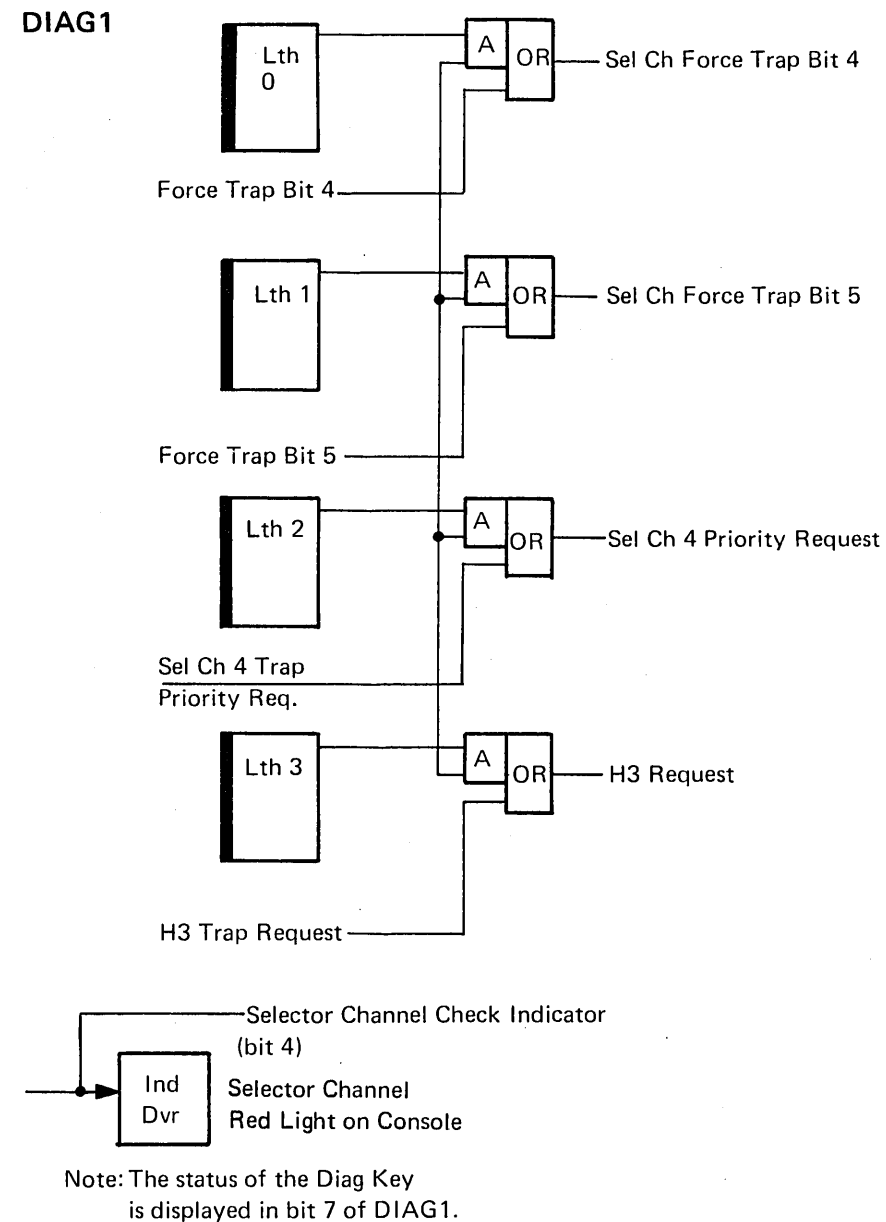 DIAG1
Lth
0
A
OR
Sel Ch Force Trap Bit 4
Force Trap Bit 4
Lth 1
A
OR
Sel Ch Force Trap Bit 5
Force Trap Bit 5
Lth 2
A
OR
Sel Ch 4 Priority Request
Sel Ch 4 Trap
Priority Req.
Lth 3
A
OR
H3 Request
H3 Trap Request
Selector Channel Check Indicator
(bit 4)
Ind
Dvr
Selector Channel
Red Light on Console
Note: The status of the Diag Key
is displayed in bit 7 of DIAG1.